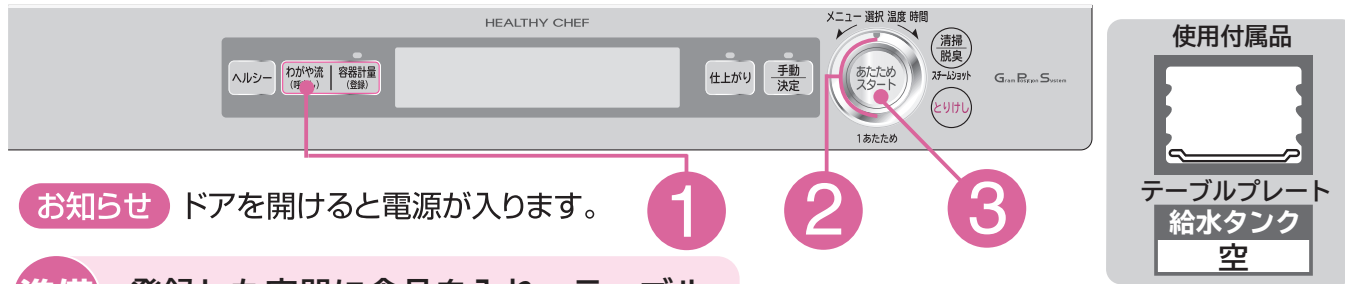 HEALTHY CHEF
メニュー 選択 温度 時間
ヘルシー
わがや流
容器計量
(登録)
仕上がり
手動
決定
あたため
スタート
清掃
脱臭
スチームショット
とりけし
Gram Position System
1あたため
使用付属品
テーブルプレート
給水タンク
空
1
2
3
お知らせ ドアを開けると電源が入ります。